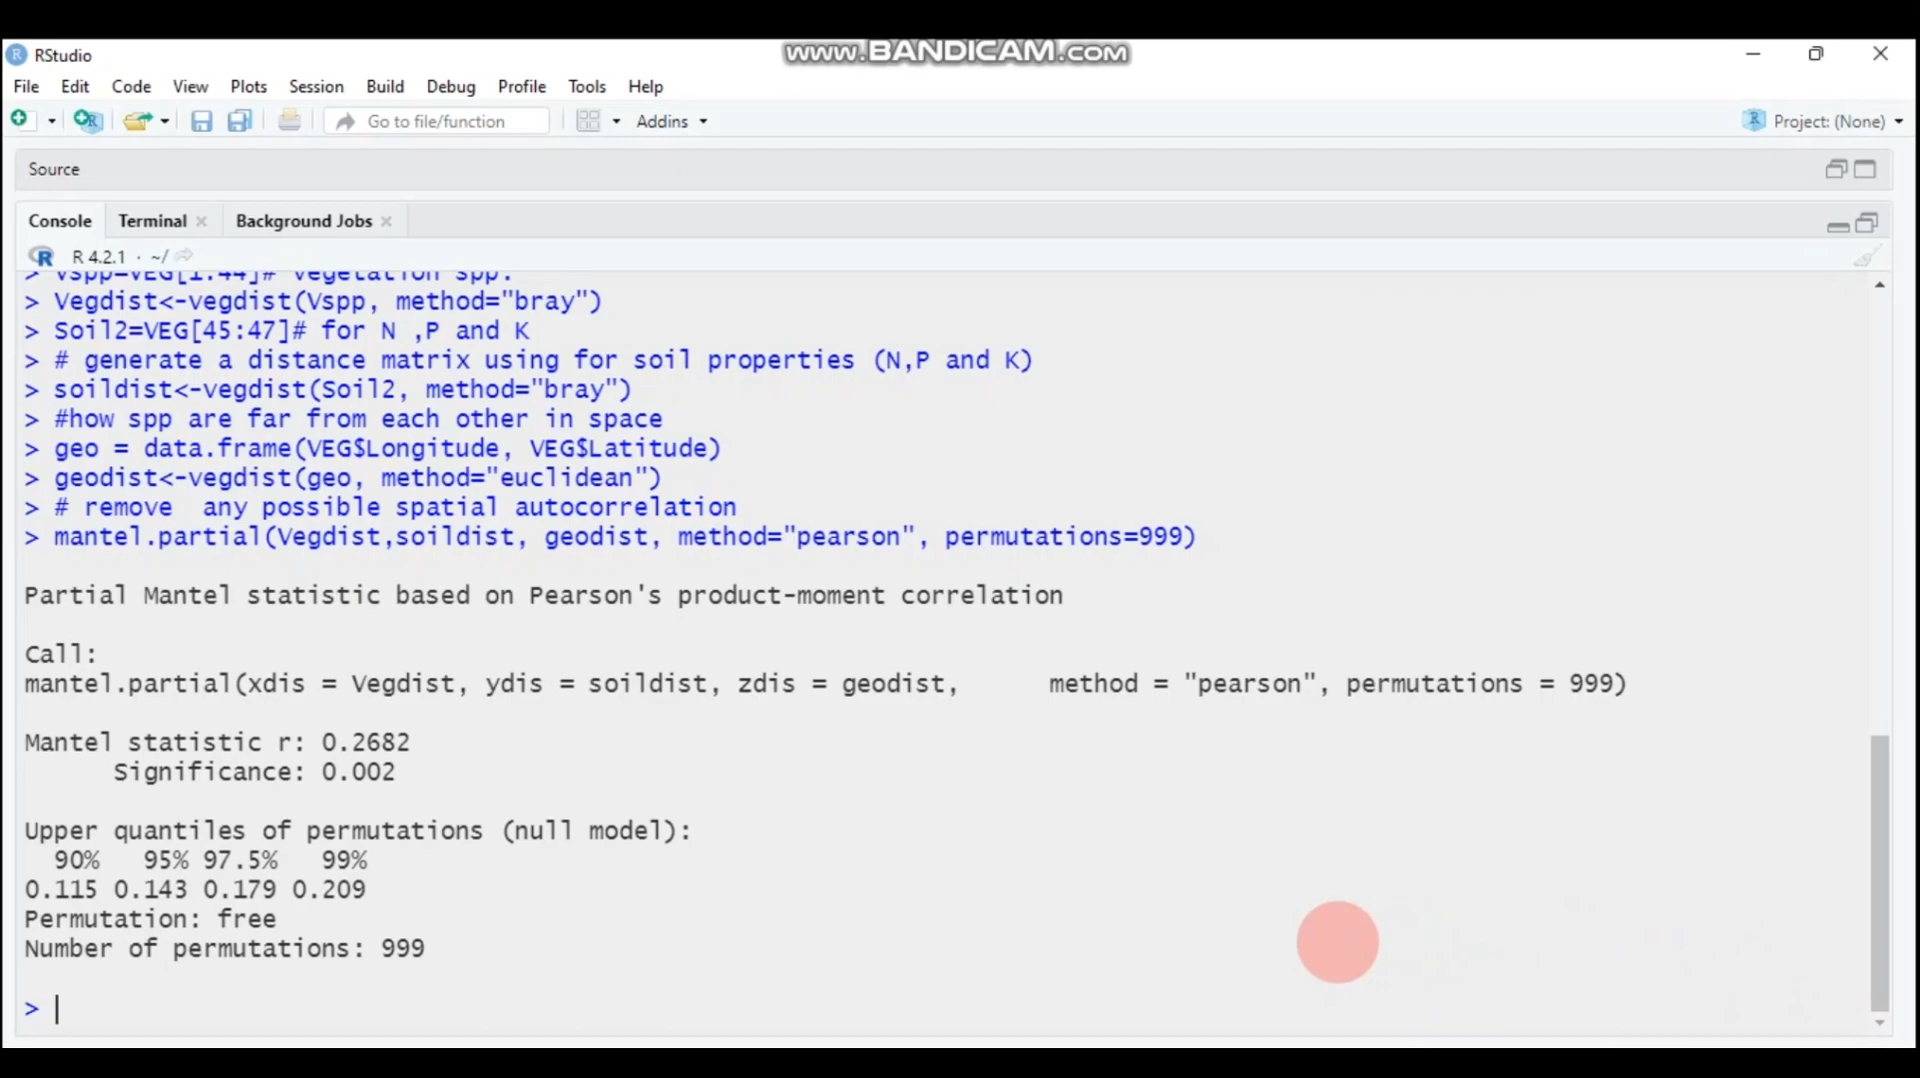 www.BANDICAM.com
RStudio
File Edit Code View Plots Session Build Debug Profile Tools Help
Go to file/function Addins Project: (None)
Source
Console Terminal Background Jobs
R 4.2.1 · ~/
> Vspp=VEG[1:44]# vegetation spp.
> Vegdist<-vegdist(Vspp, method="bray")
> Soil2=VEG[45:47]# for N ,P and K
> # generate a distance matrix using for soil properties (N,P and K)
> soildist<-vegdist(Soil2, method="bray")
> #how spp are far from each other in space
> geo = data.frame(VEG$Longitude, VEG$Latitude)
> geodist<-vegdist(geo, method="euclidean")
> # remove  any possible spatial autocorrelation
> mantel.partial(Vegdist,soildist, geodist, method="pearson", permutations=999)
Partial Mantel statistic based on Pearson's product-moment correlation
Call:
mantel.partial(xdis = Vegdist, ydis = soildist, zdis = geodist,      method = "pearson", permutations = 999)
Mantel statistic r: 0.2682
      Significance: 0.002
Upper quantiles of permutations (null model):
  90%   95% 97.5%   99%
0.115 0.143 0.179 0.209
Permutation: free
Number of permutations: 999
>